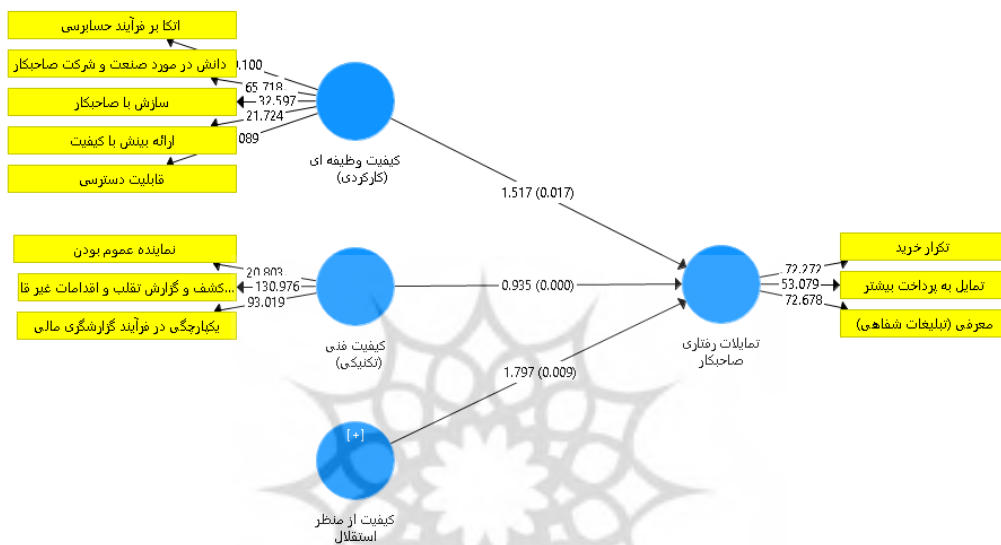 اتکا بر فرآیند حسابرسی
دانش در مورد صنعت و شرکت صاحبکار
سازش با صاحبکار
ارائه بینش با کیفیت
قابلیت دسترسی
.100
65.718
32.597
21.724
.089
کیفیت وظیفه ای
(کارکردی)
1.517 (0.017)
نماینده عموم بودن
کشف و گزارش تقلب و اقدامات غیر قا...
یکپارچگی در فرآیند گزارشگری مالی
20.803
130.976
93.019
کیفیت فنی
(تکنیکی)
0.935 (0.000)
[+]
کیفیت از منظر
استقلال
1.797 (0.009)
تمایلات رفتاری
صاحبکار
72.272
53.079
72.678
تکرار خرید
تمایل به پرداخت بیشتر
معرفی (تبلیغات شفاهی)